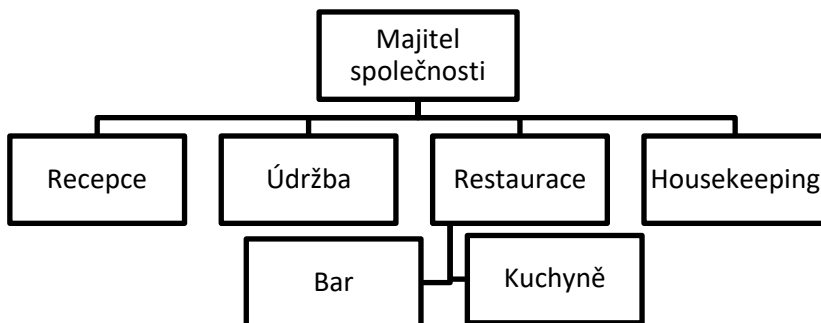 Majitel
společnosti
Recepce
Údržba
Restaurace
Housekeeping
Bar
Kuchyně